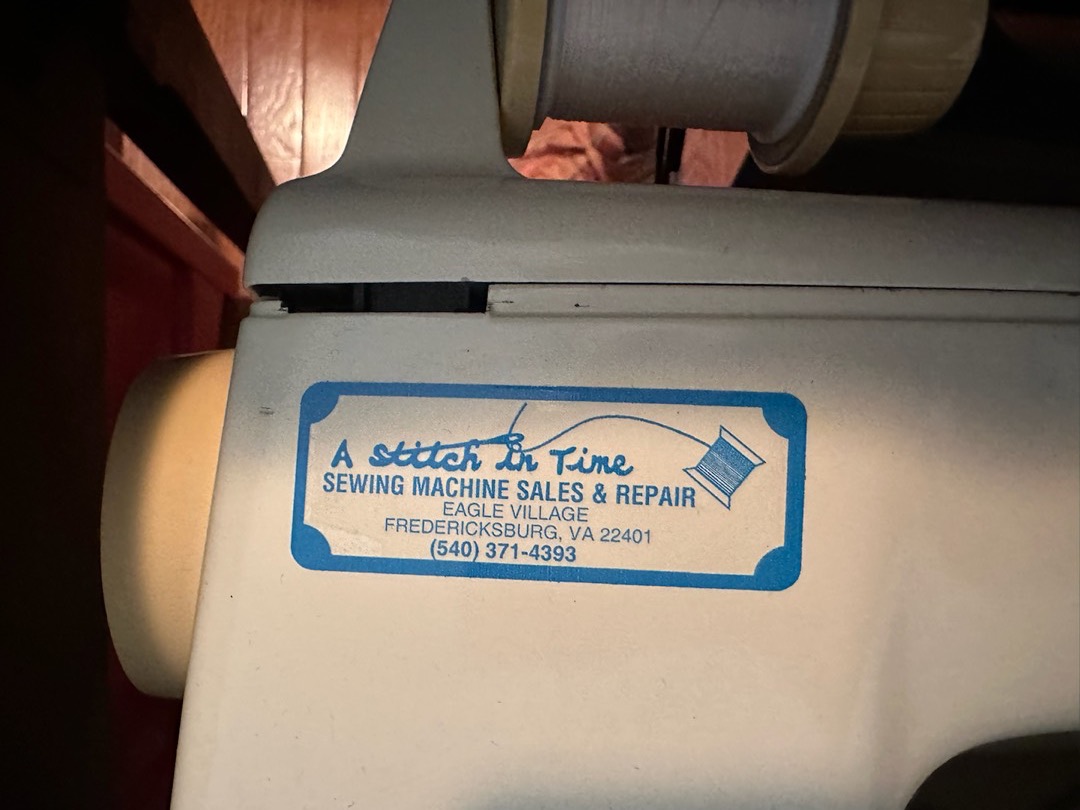 A Stitch In Time
SEWING MACHINE SALES & REPAIR
EAGLE VILLAGE
FREDERICKSBURG, VA 22401
(540) 371-4393